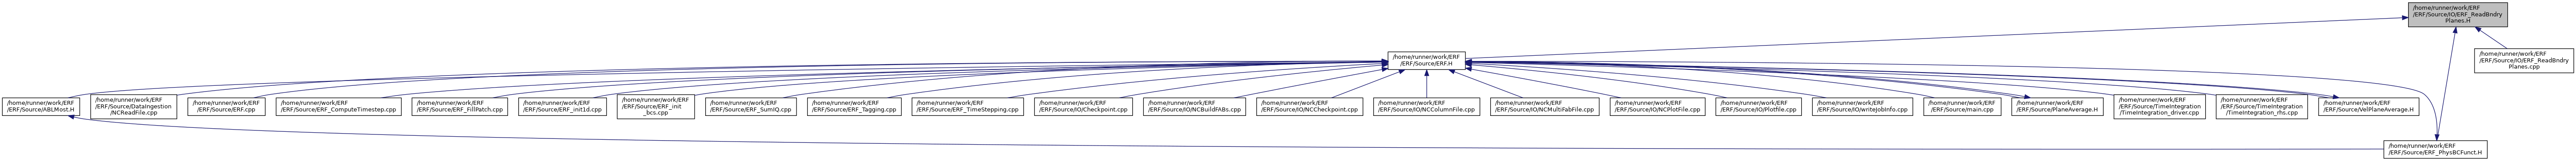 /home/runner/work/ERF
/ERF/Source/IO/ERF_ReadBndry
Planes.H
/home/runner/work/ERF
/ERF/Source/ERF.H
/home/runner/work/ERF
/ERF/Source/IO/ERF_ReadBndry
Planes.cpp
/home/runner/work/ERF
/ERF/Source/ABLMost.H
/home/runner/work/ERF
/ERF/Source/DataIngestion
/NCReadFile.cpp
/home/runner/work/ERF
/ERF/Source/ERF.cpp
/home/runner/work/ERF
/ERF/Source/ERF_ComputeTimestep.cpp
/home/runner/work/ERF
/ERF/Source/ERF_FillPatch.cpp
/home/runner/work/ERF
/ERF/Source/ERF_init1d.cpp
/home/runner/work/ERF
/ERF/Source/ERF_init
_bcs.cpp
/home/runner/work/ERF
/ERF/Source/ERF_SumIQ.cpp
/home/runner/work/ERF
/ERF/Source/ERF_Tagging.cpp
/home/runner/work/ERF
/ERF/Source/ERF_TimeStepping.cpp
/home/runner/work/ERF
/ERF/Source/IO/Checkpoint.cpp
/home/runner/work/ERF
/ERF/Source/IO/NCBuildFABs.cpp
/home/runner/work/ERF
/ERF/Source/IO/NCCheckpoint.cpp
/home/runner/work/ERF
/ERF/Source/IO/NCColumnFile.cpp
/home/runner/work/ERF
/ERF/Source/IO/NCMultiFabFile.cpp
/home/runner/work/ERF
/ERF/Source/IO/NCPlotFile.cpp
/home/runner/work/ERF
/ERF/Source/IO/Plotfile.cpp
/home/runner/work/ERF
/ERF/Source/IO/writeJobInfo.cpp
/home/runner/work/ERF
/ERF/Source/main.cpp
/home/runner/work/ERF
/ERF/Source/PlaneAverage.H
/home/runner/work/ERF
/ERF/Source/TimeIntegration
/TimeIntegration_driver.cpp
/home/runner/work/ERF
/ERF/Source/TimeIntegration
/TimeIntegration_rhs.cpp
/home/runner/work/ERF
/ERF/Source/VelPlaneAverage.H
/home/runner/work/ERF
/ERF/Source/ERF_PhysBCFunct.H